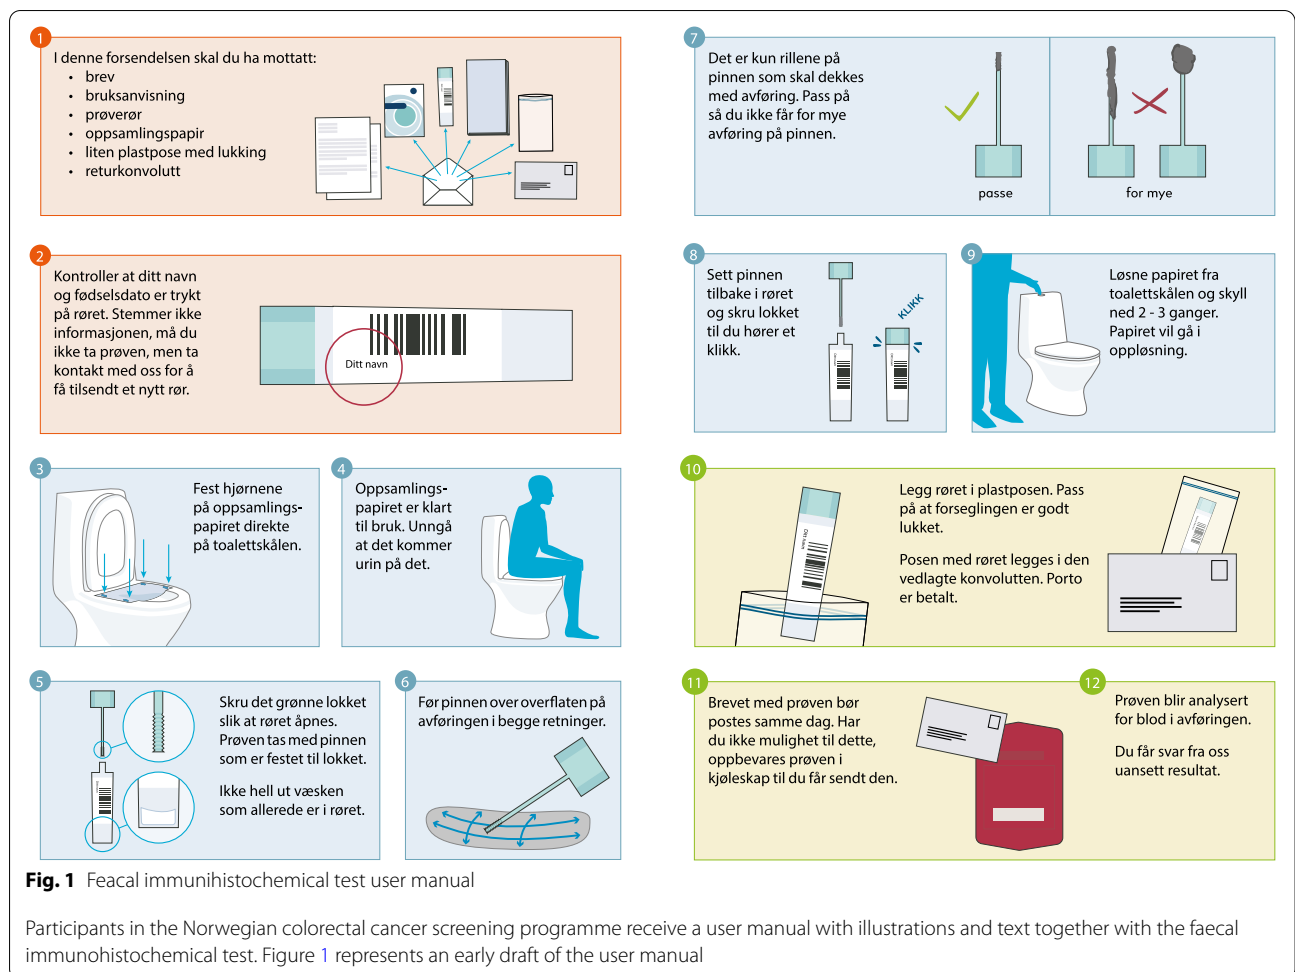 1
I denne forsendelsen skal du ha mottatt:
• brev
• bruksanvisning
• prøverør
• oppsamlingspapir
• liten plastpose med lukking
• returkonvolutt
2
Kontroller at ditt navn
og fødselsdato er trykt
på røret. Stemmer ikke
informasjonen, må du
ikke ta prøven, men ta
kontakt med oss for å
få tilsendt et nytt rør.
Ditt navn
3
Fest hjørnene
på oppsamlings-
papiret direkte
på toalettskålen.
4
Oppsamlings-
papiret er klart
til bruk. Unngå
at det kommer
urin på det.
5
Skru det grønne lokket
slik at røret åpnes.
Prøven tas med pinnen
som er festet til lokket.
Ikke hell ut væsken
som allerede er i røret.
6
Før pinnen over overflaten på
avføringen i begge retninger.
7
Det er kun rillene på
pinnen som skal dekkes
med avføring. Pass på
så du ikke får for mye
avføring på pinnen.
passe
for mye
8
Sett pinnen
tilbake i røret
og skru lokket
til du hører et
klikk.
KLIKK
9
Løsne papiret fra
toalettskålen og skyll
ned 2 - 3 ganger.
Papiret vil gå i
oppløsning.
10
Legg røret i plastposen. Pass
på at forseglingen er godt
lukket.
Posen med røret legges i den
vedlagte konvolutten. Porto
er betalt.
Ditt navn
11
Brevet med prøven bør
postes samme dag. Har
du ikke mulighet til dette,
oppbevares prøven i
kjøleskap til du får sendt den.
12
Prøven blir analysert
for blod i avføringen.
Du får svar fra oss
uansett resultat.
Fig. 1 Feacal immunihistochemical test user manual
Participants in the Norwegian colorectal cancer screening programme receive a user manual with illustrations and text together with the faecal
immunohistochemical test. Figure 1 represents an early draft of the user manual